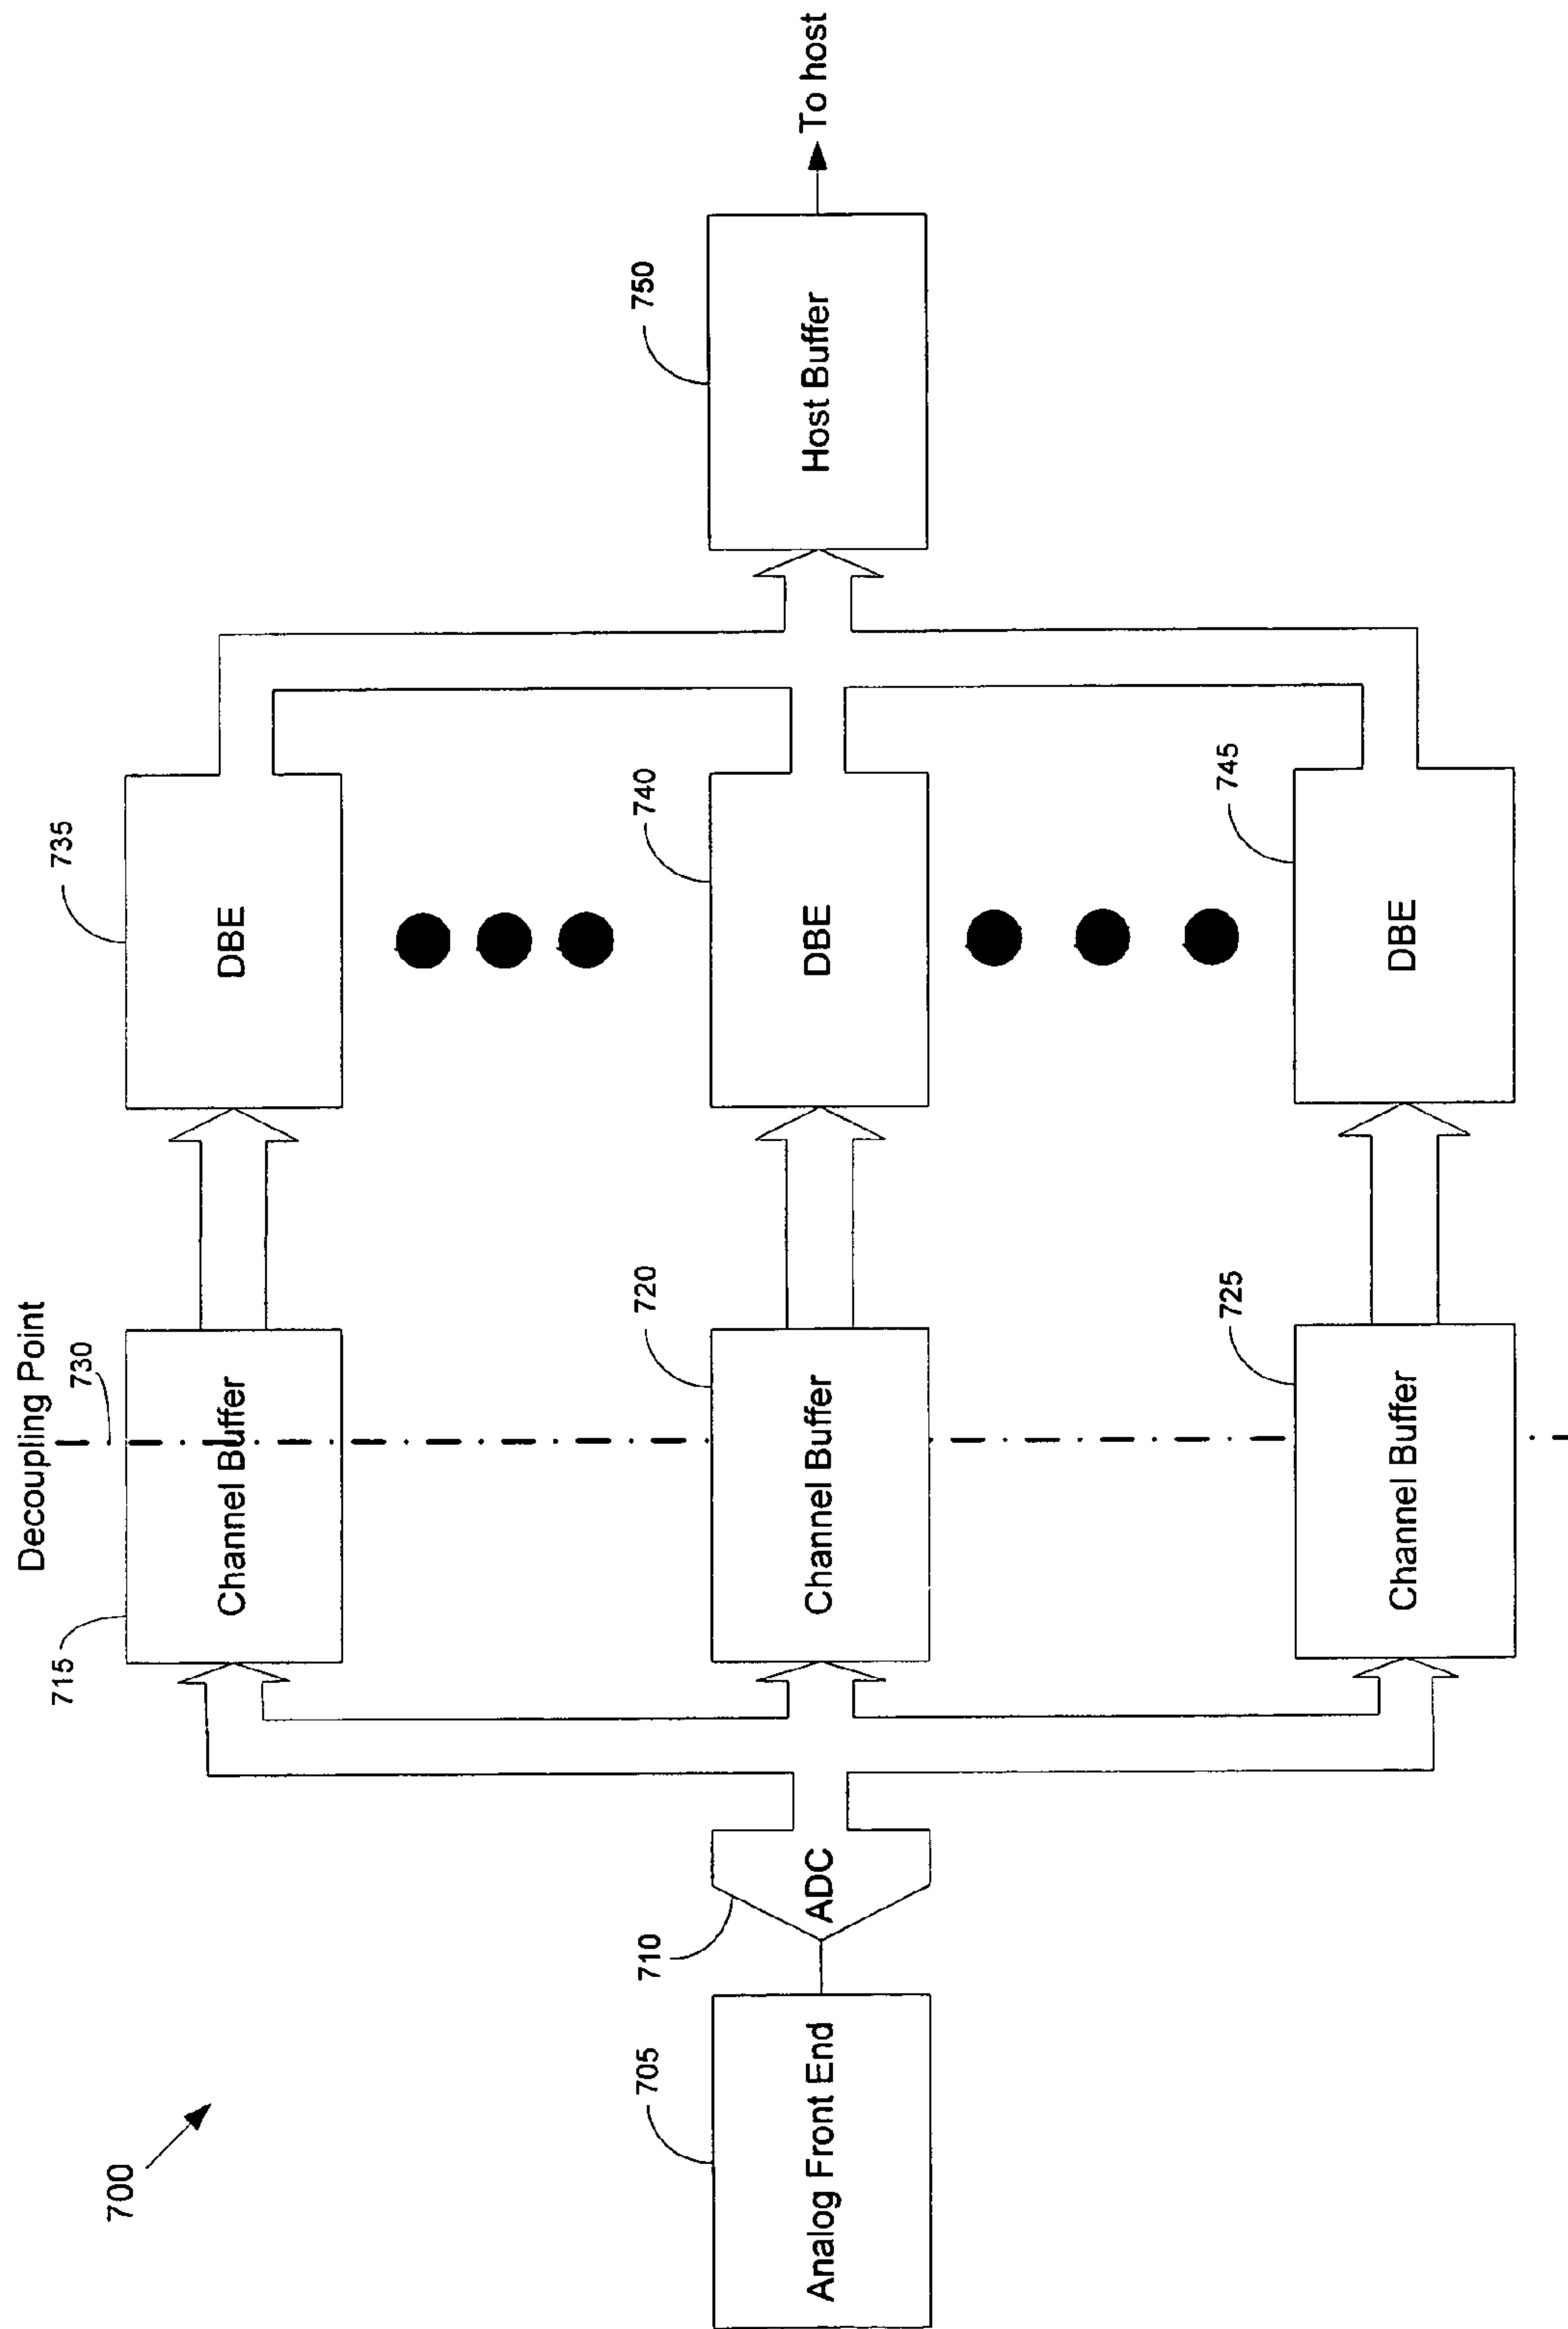 700
705
Analog Front End
710
ADC
Decoupling Point
730
715
Channel Buffer
720
Channel Buffer
725
Channel Buffer
735
DBE
740
DBE
745
DBE
750
Host Buffer
To host